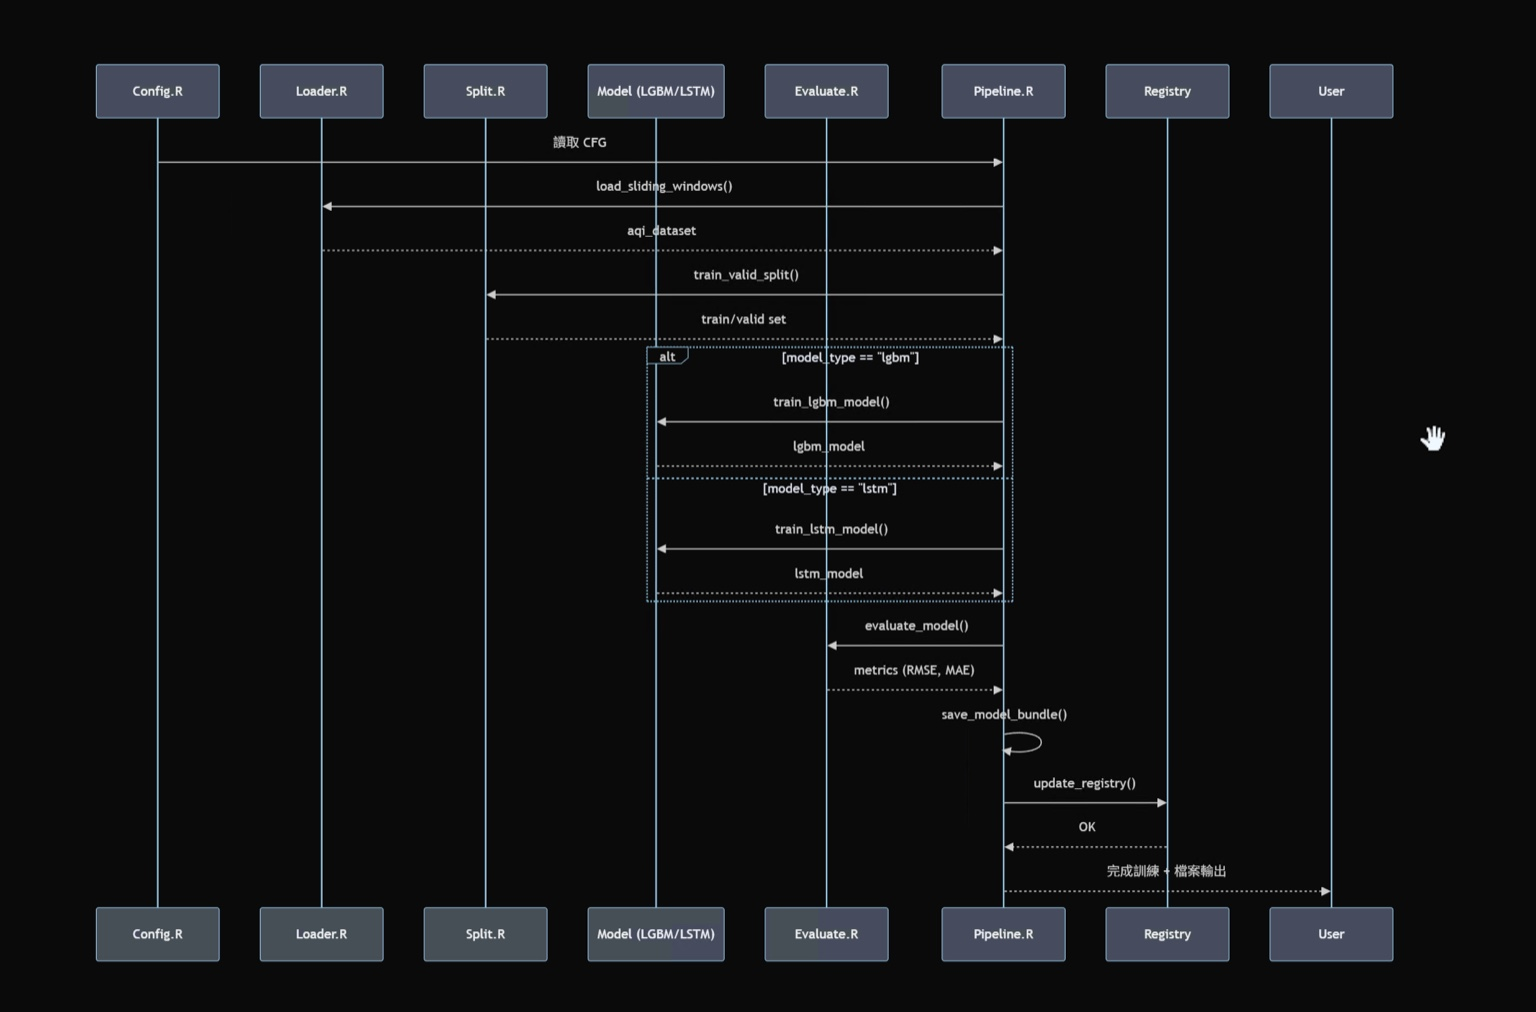 Config.R
Loader.R
Split.R
Model (LGBM/LSTM)
Evaluate.R
Pipeline.R
Registry
User
讀取 CFG
load_sliding_windows()
aqi_dataset
train_valid_split()
train/valid set
alt
[model_type == "lgbm"]
train_lgbm_model()
lgbm_model
[model_type == "lstm"]
train_lstm_model()
lstm_model
evaluate_model()
metrics (RMSE, MAE)
save_model_bundle()
update_registry()
OK
完成訓練 + 檔案輸出
Config.R
Loader.R
Split.R
Model (LGBM/LSTM)
Evaluate.R
Pipeline.R
Registry
User